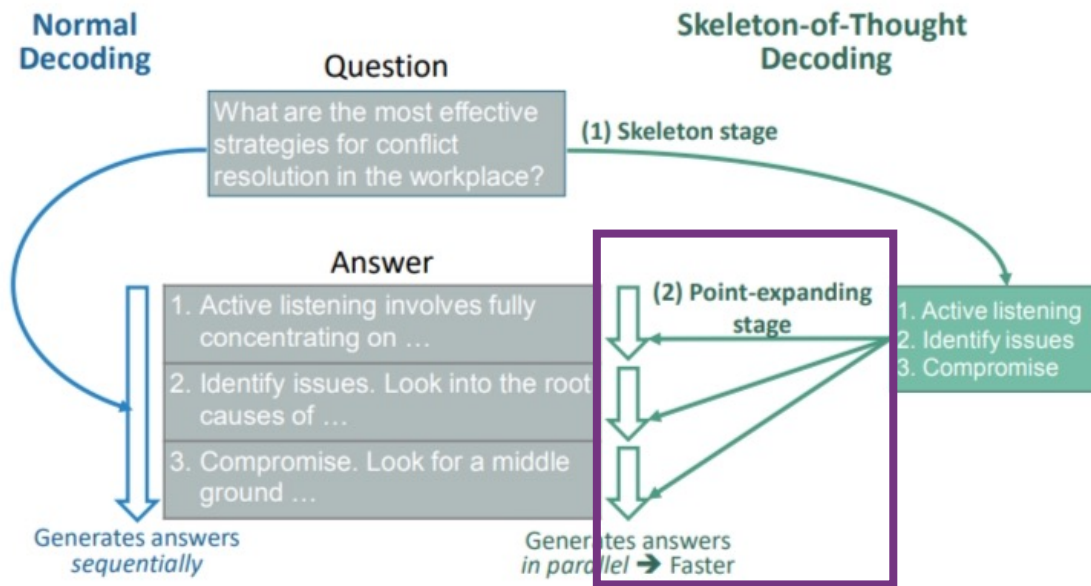 Normal
Decoding
Skeleton-of-Thought
Decoding
Question
What are the most effective
strategies for conflict
resolution in the workplace?
(1) Skeleton stage
Answer
1. Active listening involves fully
concentrating on …
2. Identify issues. Look into the root
causes of …
3. Compromise. Look for a middle
ground …
(2) Point-expanding
stage
1. Active listening
2. Identify issues
3. Compromise
Generates answers
sequentially
Generates answers
in parallel ➔ Faster